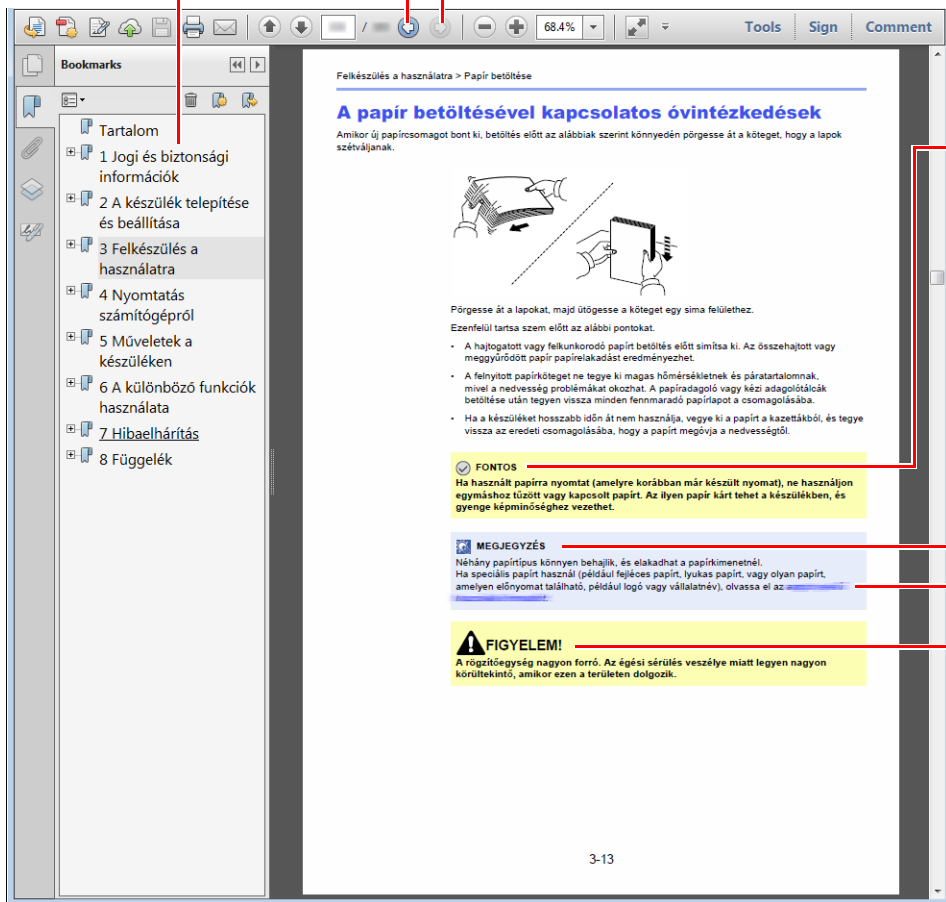 / 68.4% Tools Sign Comment
Bookmarks
Tartalom
1 Jogi és biztonsági
információk
2 A készülék telepítése
és beállítása
3 Felkészülés a
használatra
4 Nyomtatás
számítógépről
5 Műveletek a
készüléken
6 A különböző funkciók
használata
7 Hibaelhárítás
8 Függelék
Felkészülés a használatra > Papír betöltése
A papír betöltésével kapcsolatos óvintézkedések
Amikor új papírcsomagot bont ki, betöltés előtt az alábbiak szerint könnyedén pörgesse át a köteget, hogy a lapok
szétváljanak.
Pörgesse át a lapokat, majd ütögesse a köteget egy sima felülethez.
Ezenfelül tartsa szem előtt az alábbi pontokat.
• A hajtogatott vagy felkunkorodó papírt betöltés előtt simítsa ki. Az összehajtott vagy
meggyűrődött papír papírelakadást eredményezhet.
• A felnyitott papírköteget ne tegye ki magas hőmérsékletnek és páratartalomnak,
mivel a nedvesség problémákat okozhat. A papíradagoló vagy kézi adagolótálcák
betöltése után tegyen vissza minden fennmaradó papírlapot a csomagolásába.
• Ha a készüléket hosszabb időn át nem használja, vegye ki a papírt a kazettákból, és tegye
vissza az eredeti csomagolásába, hogy a papírt megóvja a nedvességtől.
FONTOS
Ha használt papírra nyomtat (amelyre korábban már készült nyomat), ne használjon
egymáshoz tűzött vagy kapcsolt papírt. Az ilyen papír kárt tehet a készülékben, és
gyenge képminőséghez vezethet.
MEGJEGYZÉS
Néhány papírtípus könnyen behajlik, és elakadhat a papírkimenetnél.
Ha speciális papírt használ (például fejléces papírt, lyukas papírt, vagy olyan papírt,
amelyen előnyomat található, például logó vagy vállalatnév), olvassa el az
FIGYELEM!
A rögzítőegység nagyon forró. Az égési sérülés veszélye miatt legyen nagyon
körültekintő, amikor ezen a területen dolgozik.
3-13